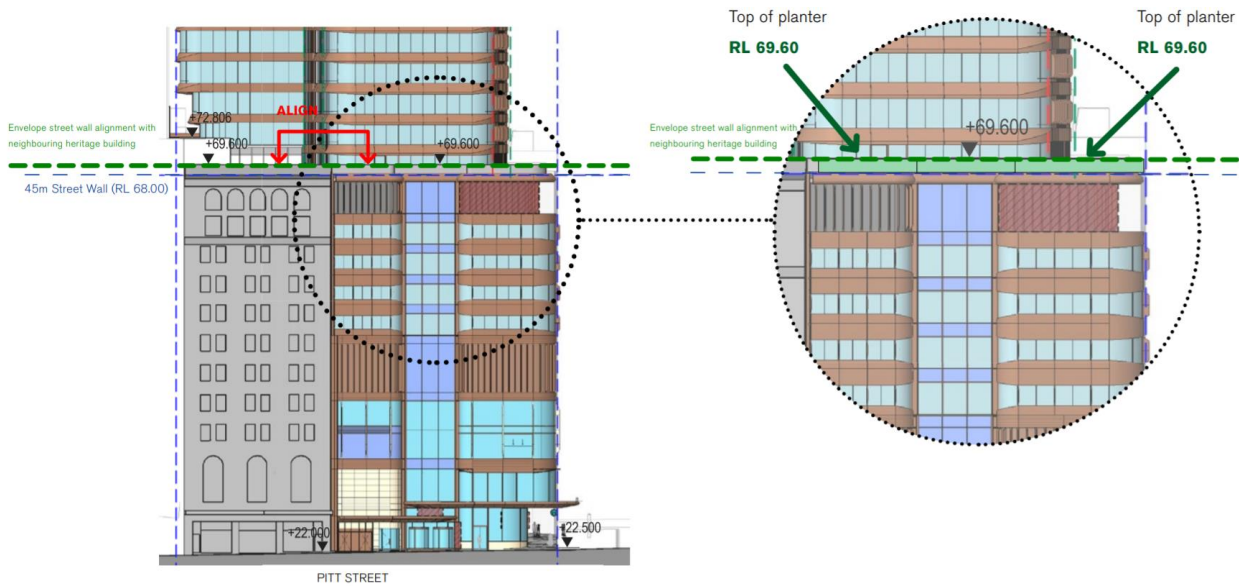 Top of planter
RL 69.60
Top of planter
RL 69.60
+72.806
ALIGN
Envelope street wall alignment with
neighbouring heritage building
+69.600
+69.600
45m Street Wall (RL 68.00)
Envelope street wall alignment with
neighbouring heritage building
+69.600
+22.000
+22.500
PITT STREET